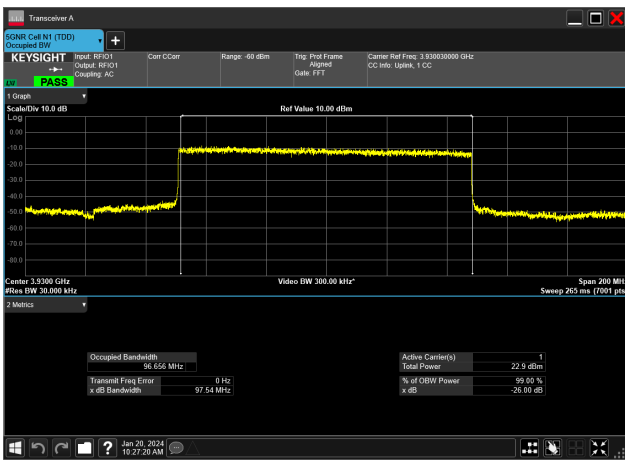 Transceiver A
5GNR Cell N1 (TDD)
Occupied BW
+
KEYSIGHT
LV
PASS
Input: RFIO1
Output: RFIO1
Coupling: AC
Corr CCorr
Range: -60 dBm
Trig: Prot Frame
Aligned
Gate: FFT
Carrier Ref Freq: 3.930030000 GHz
CC Info: Uplink, 1 CC
1 Graph
Scale/Div 10.0 dB
Ref Value 10.00 dBm
Log
0.00
-10.0
-20.0
-30.0
-40.0
-50.0
-60.0
-70.0
-80.0
Center 3.9300 GHz
Video BW 300.00 kHz*
Span 200 MHz
#Res BW 30.000 kHz
Sweep 265 ms (7001 pts
2 Metrics
Occupied Bandwidth
96.656 MHz
Transmit Freq Error 0 Hz
x dB Bandwidth 97.54 MHz
Active Carrier(s) 1
Total Power 22.9 dBm
% of OBW Power 99.00 %
x dB -26.00 dB
?
Jan 20, 2024
10:27:20 AM